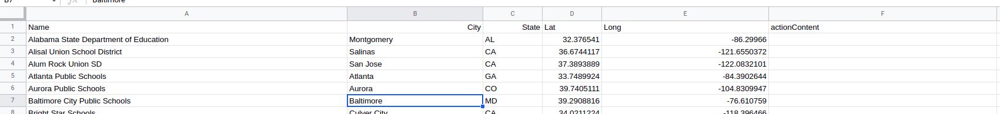 B7 fx Baltimore
A B C D E F
1 Name City State Lat Long actionContent
2 Alabama State Department of Education Montgomery AL 32.376541 -86.29966
3 Alisal Union School District Salinas CA 36.6744117 -121.6550372
4 Alum Rock Union SD San Jose CA 37.3893889 -122.0832101
5 Atlanta Public Schools Atlanta GA 33.7489924 -84.3902644
6 Aurora Public Schools Aurora CO 39.7405111 -104.8309947
7 Baltimore City Public Schools Baltimore MD 39.2908816 -76.610759
8 Bright Star Schools Culver City CA 34.0211224 -118.396466